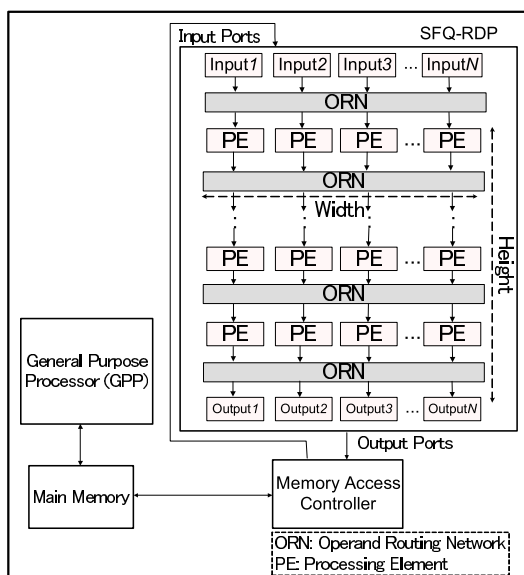 Input Ports SFQ-RDP
Input1 Input2 Input3 ... InputN
ORN
PE PE PE ... PE
ORN
Width
Height
PE PE PE ... PE
ORN
PE PE PE ... PE
ORN
Output1 Output2 Output3 ... OutputN
Output Ports
General Purpose
Processor (GPP)
Main Memory
Memory Access
Controller
ORN: Operand Routing Network
PE: Processing Element